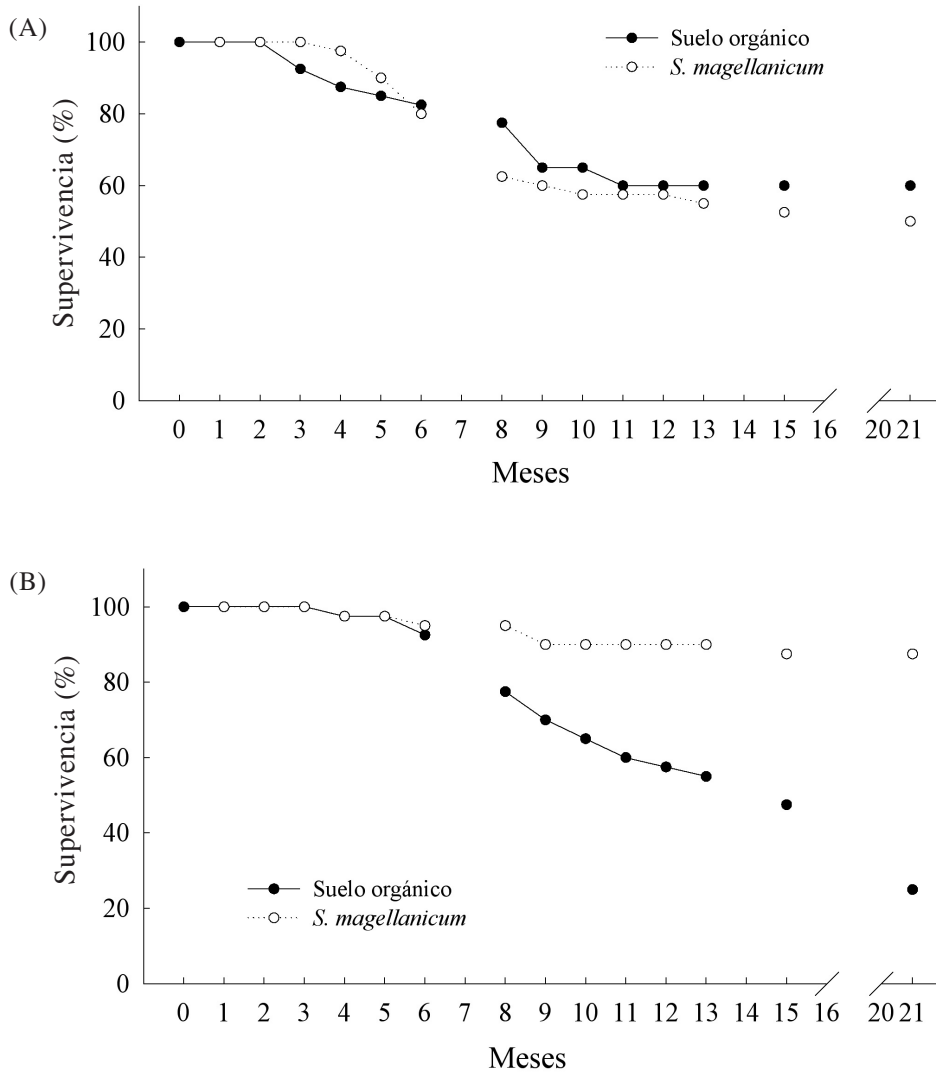 (A)
Suelo orgánico
S. magellanicum
Supervivencia (%)
100
80
60
40
20
0
0 1 2 3 4 5 6 7 8 9 10 11 12 13 14 15 16 20 21
Meses
(B)
Supervivencia (%)
100
80
60
40
20
0
Suelo orgánico
S. magellanicum
0 1 2 3 4 5 6 7 8 9 10 11 12 13 14 15 16 20 21
Meses